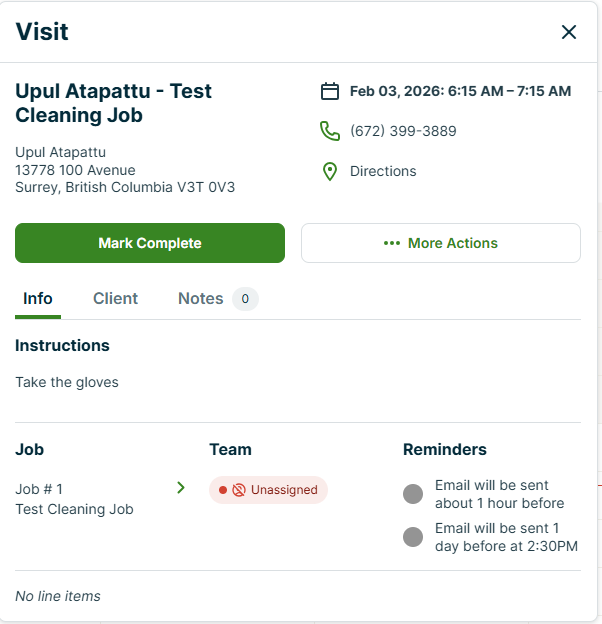 Visit
Upul Atapattu - Test
Cleaning Job
Upul Atapattu
13778 100 Avenue
Surrey, British Columbia V3T 0V3
Feb 03, 2026: 6:15 AM – 7:15 AM
(672) 399-3889
Directions
Mark Complete
••• More Actions
Info
Client
Notes 0
Instructions
Take the gloves
Job
Job # 1
Test Cleaning Job
Team
Unassigned
Reminders
Email will be sent
about 1 hour before
Email will be sent 1
day before at 2:30PM
No line items